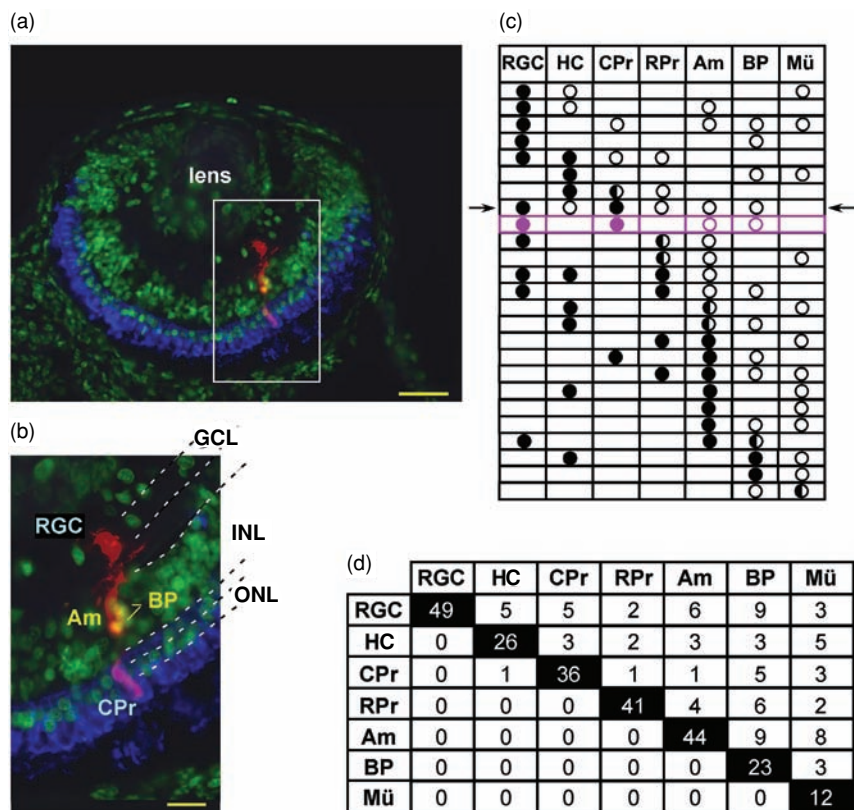 (a)
lens
(b)
GCL
RGC
INL
ONL
Am
BP
CPr
(c)
RGC HC CPr RPr Am BP Mü
(d)
RGC HC CPr RPr Am BP Mü
RGC 49 5 5 2 6 9 3
HC 0 26 3 2 3 3 5
CPr 0 1 36 1 1 5 3
RPr 0 0 0 41 4 6 2
Am 0 0 0 0 44 9 8
BP 0 0 0 0 0 23 3
Mü 0 0 0 0 0 0 12